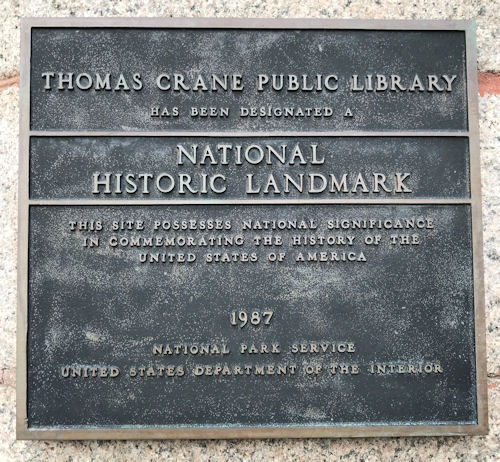 THOMAS CRANE PUBLIC LIBRARY
HAS BEEN DESIGNATED A
NATIONAL
HISTORIC LANDMARK
THIS SITE POSSESSES NATIONAL SIGNIFICANCE
IN COMMEMORATING THE HISTORY OF THE
UNITED STATES OF AMERICA
1987
NATIONAL PARK SERVICE
UNITED STATES DEPARTMENT OF THE INTERIOR